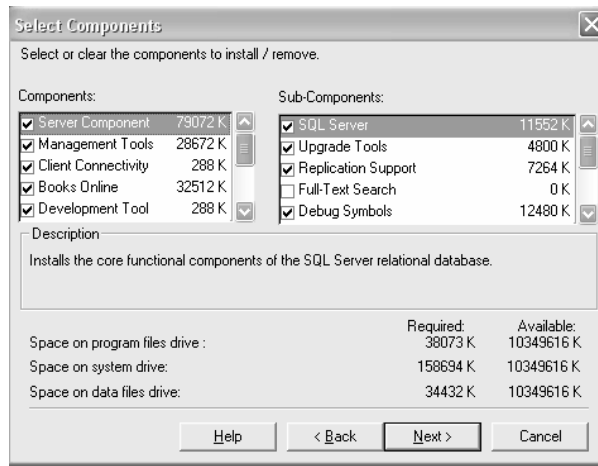 Select Components
Select or clear the components to install / remove.
Components:
Server Component 79072 K
Management Tools 28672 K
Client Connectivity 288 K
Books Online 32512 K
Development Tool 288 K
Sub-Components:
SQL Server 11552 K
Upgrade Tools 4800 K
Replication Support 7264 K
Full-Text Search 0 K
Debug Symbols 12480 K
Description
Installs the core functional components of the SQL Server relational database.
Required: Available:
Space on program files drive : 38073 K 10349616 K
Space on system drive: 158694 K 10349616 K
Space on data files drive: 34432 K 10349616 K
Help < Back Next > Cancel